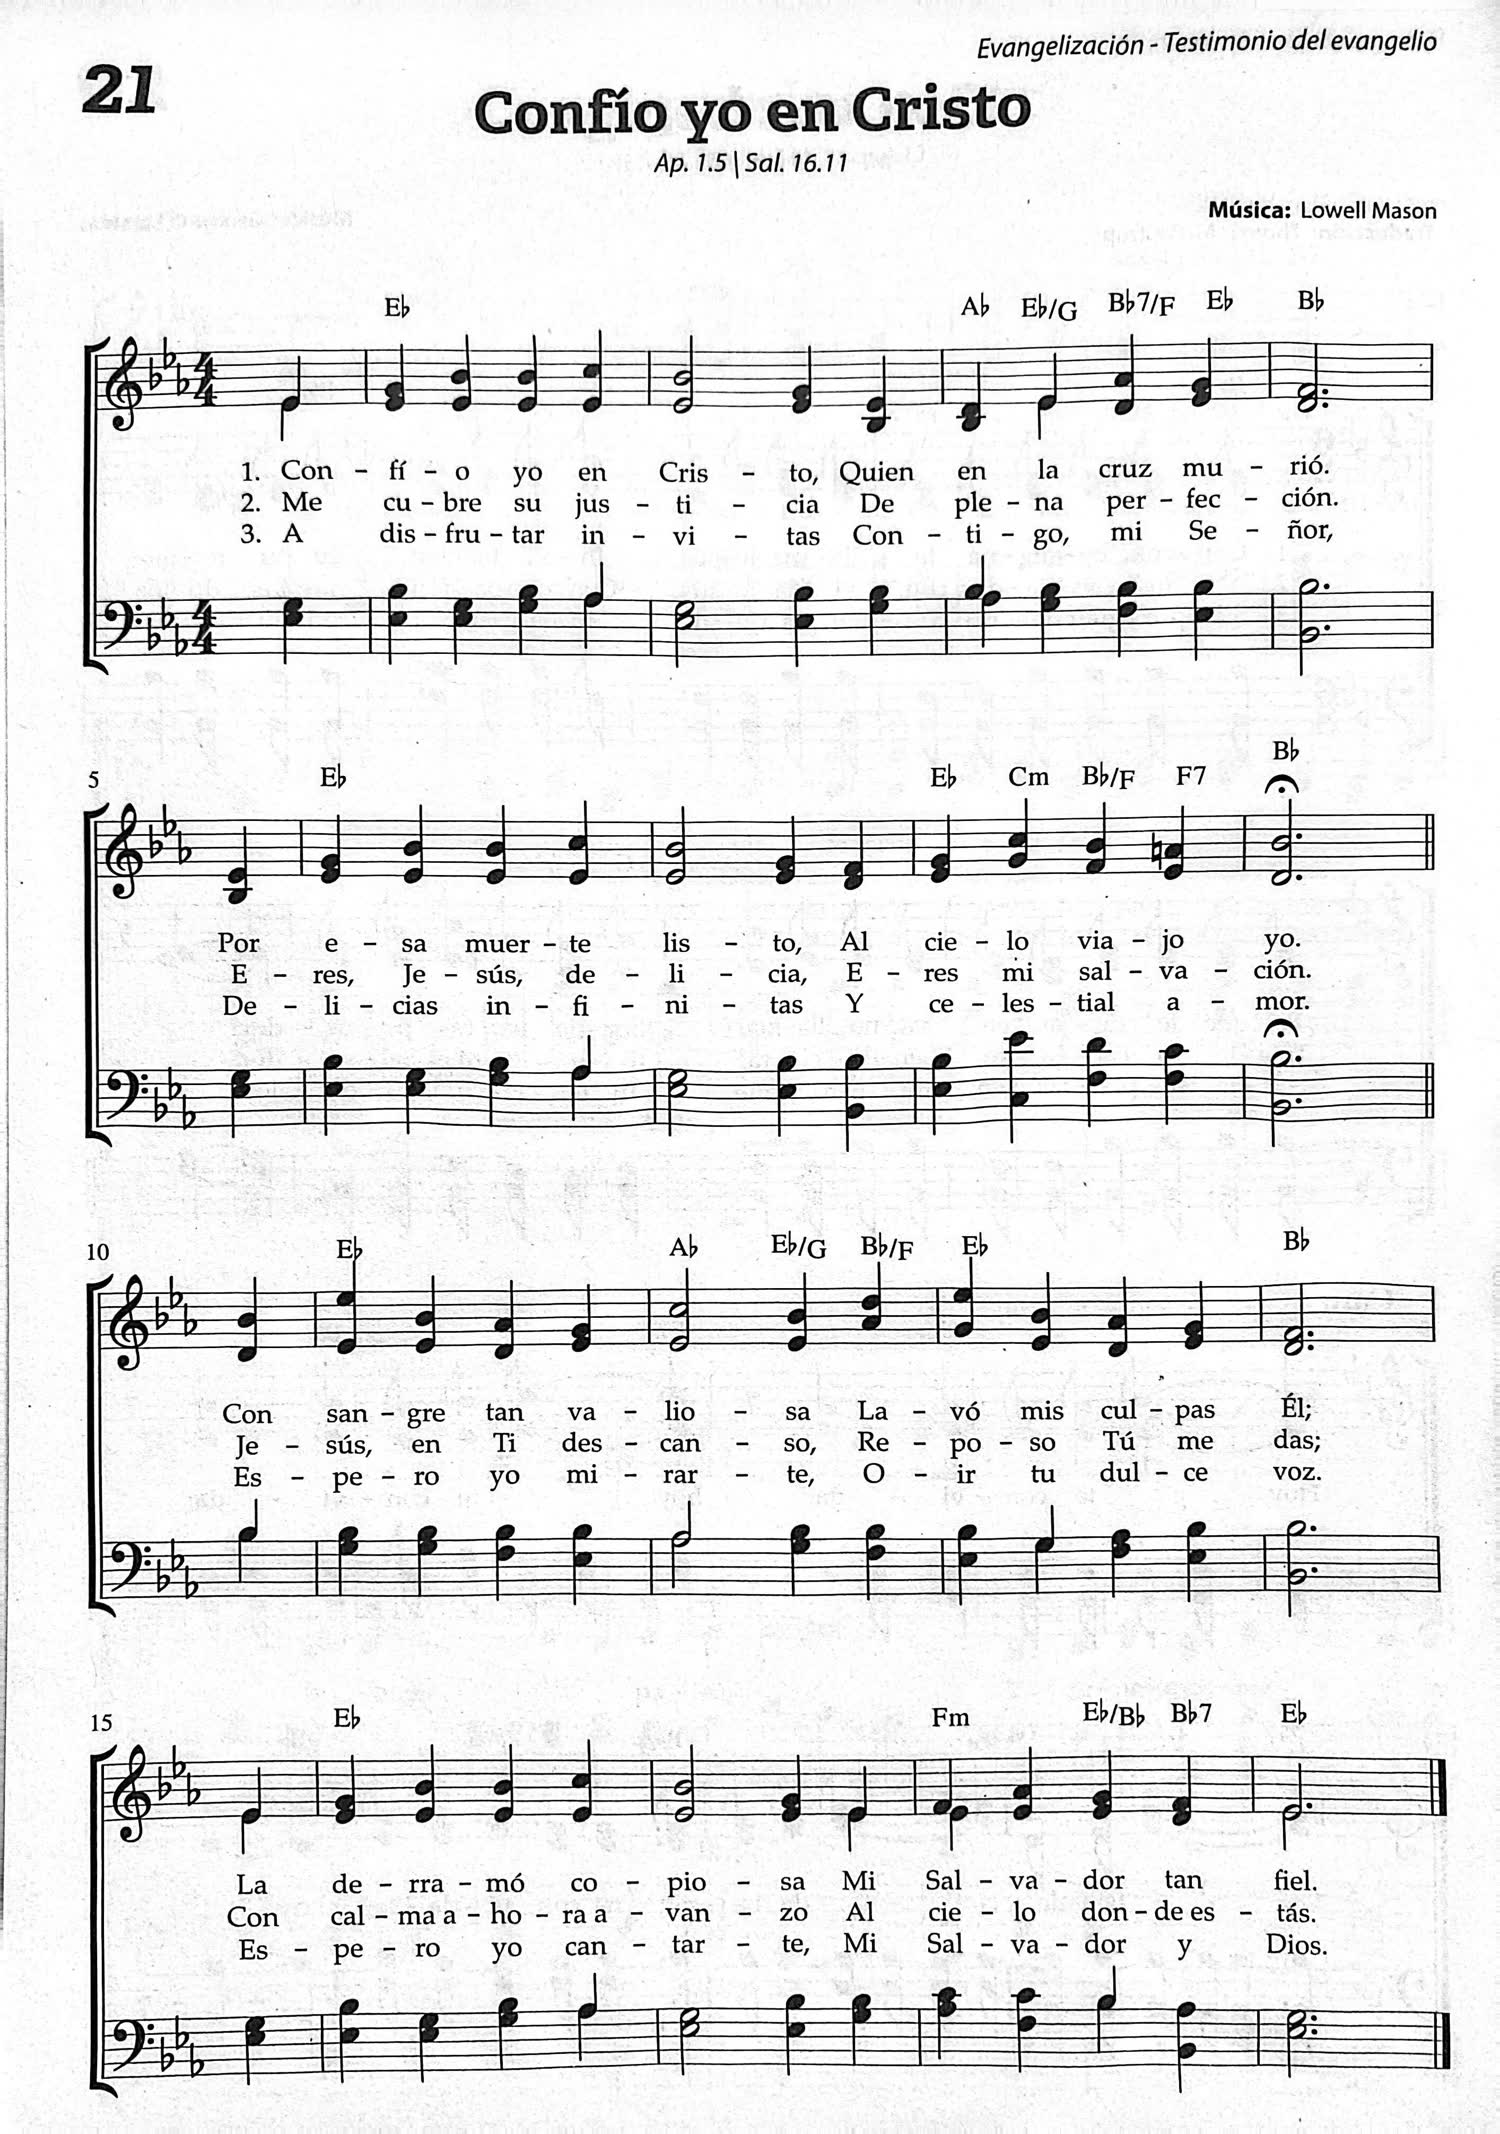 Evangelización - Testimonio del evangelio
21
Confío yo en Cristo
Ap. 1.5 | Sal. 16.11
Música: Lowell Mason
E♭ A♭ E♭/G B♭7/F E♭ B♭
1. Con - fí - o yo en Cris - to, Quien en la cruz mu - rió.
2. Me cu - bre su jus - ti - cia De ple - na per - fec - ción.
3. A dis - fru - tar in - vi - tas Con - ti - go, mi Se - ñor,
5 E♭ E♭ Cm B♭/F F7 B♭
Por e - sa muer - te lis - to, Al cie - lo via - jo yo.
E - res, Je - sús, de - li - cia, E - res mi sal - va - ción.
De - li - cias in - fi - ni - tas Y ce - les - tial a - mor.
10 E♭ A♭ E♭/G B♭/F E♭ B♭
Con san - gre tan va - lio - sa La - vó mis cul - pas Él;
Je - sús, en Ti des - can - so, Re - po - so Tú me das;
Es - pe - ro yo mi - rar - te, O - ir tu dul - ce voz.
15 E♭ Fm E♭/B♭ B♭7 E♭
La de - rra - mó co - pio - sa Mi Sal - va - dor tan fiel.
Con cal - ma a - ho - ra a - van - zo Al cie - lo don - de es - tás.
Es - pe - ro yo can - tar - te, Mi Sal - va - dor y Dios.